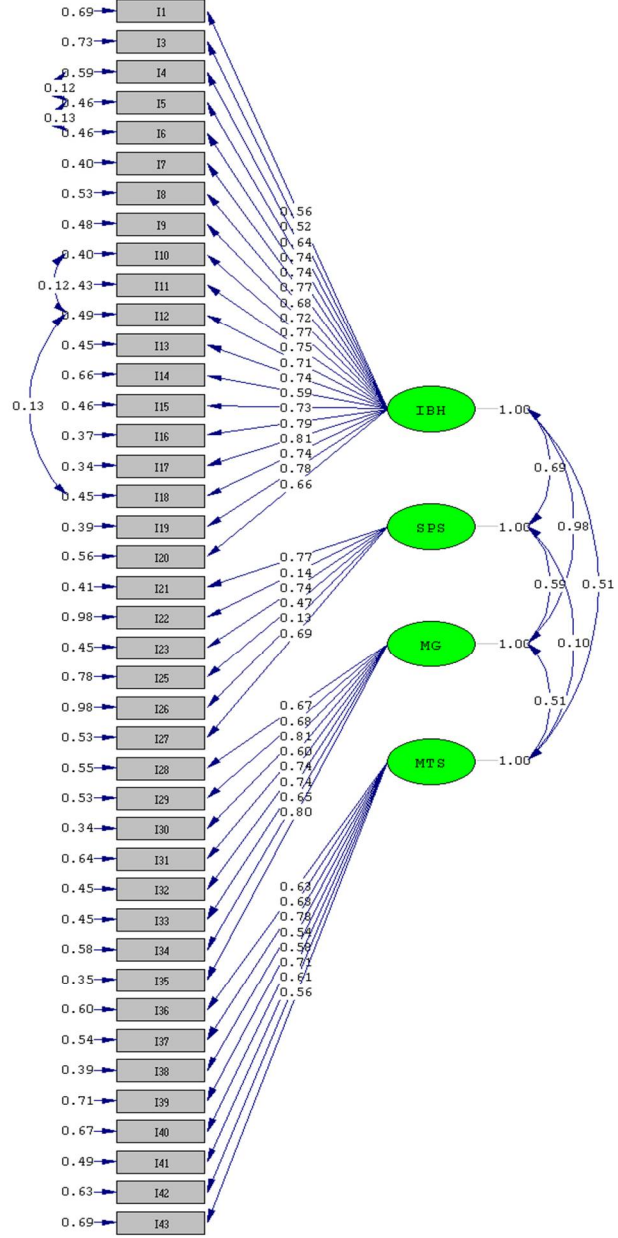 0.69 I1
0.73 I3
0.59 I4
0.12
0.46 I5
0.13
0.46 I6
0.40 I7
0.53 I8
0.48 I9
0.40 I10
0.12
0.43 I11
0.49 I12
0.45 I13
0.66 I14
0.13
0.46 I15
0.37 I16
0.34 I17
0.45 I18
0.39 I19
0.56 I20
0.41 I21
0.98 I22
0.45 I23
0.78 I25
0.98 I26
0.53 I27
0.55 I28
0.53 I29
0.34 I30
0.64 I31
0.45 I32
0.45 I33
0.58 I34
0.35 I35
0.60 I36
0.54 I37
0.39 I38
0.71 I39
0.67 I40
0.49 I41
0.63 I42
0.69 I43
0.56
0.52
0.64
0.74
0.74
0.77
0.68
0.72
0.77
0.75
0.71
0.74
0.59
0.73
0.79
0.81
0.74
0.78
0.66
0.77
0.14
0.74
0.47
0.13
0.69
0.67
0.68
0.81
0.60
0.74
0.74
0.65
0.80
0.63
0.68
0.78
0.54
0.58
0.71
0.61
0.56
IBH 1.00
SPS 1.00
MG 1.00
MTS 1.00
0.69
0.98
0.59
0.51
0.10
0.51